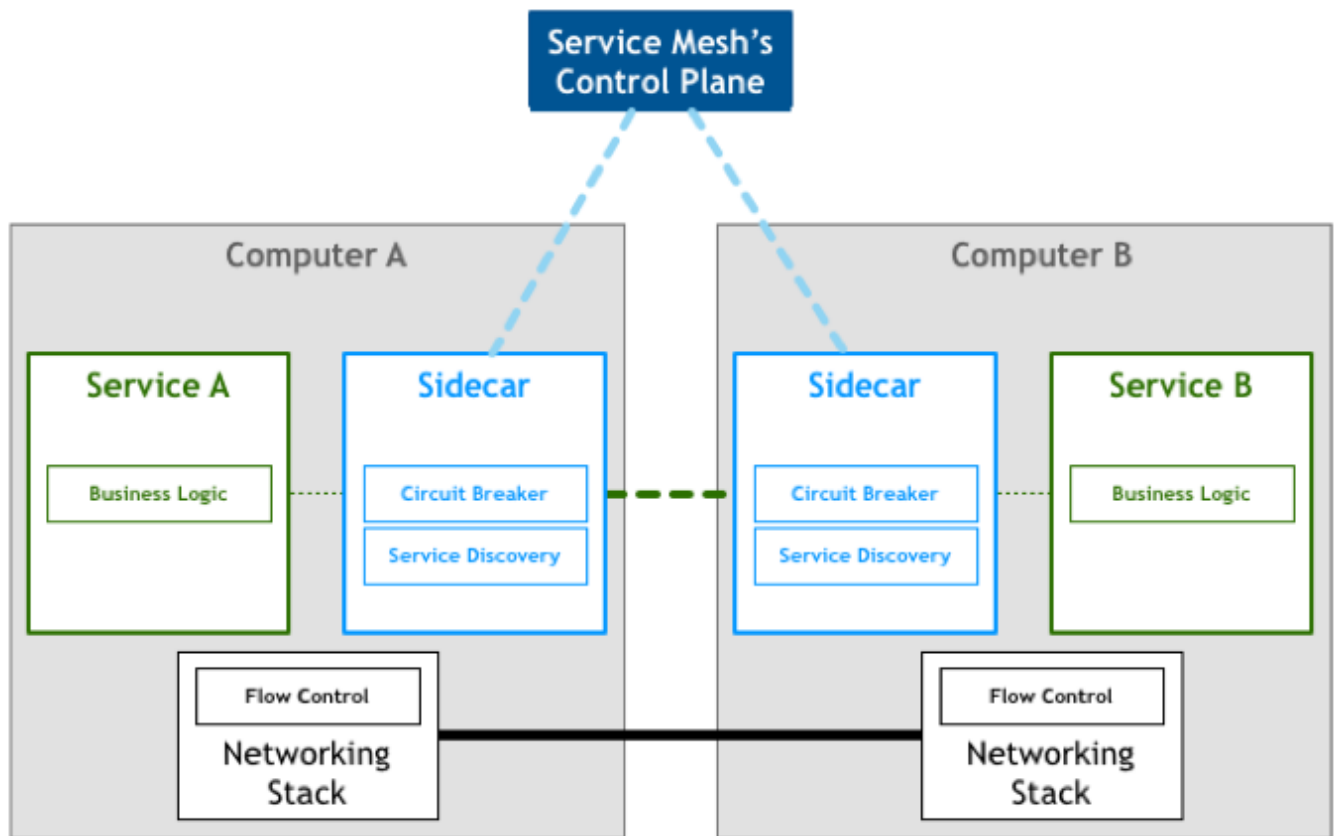 Service Mesh's
Control Plane
Computer A
Computer B
Service A
Sidecar
Sidecar
Service B
Business Logic
Circuit Breaker
Circuit Breaker
Business Logic
Service Discovery
Service Discovery
Flow Control
Flow Control
Networking
Stack
Networking
Stack